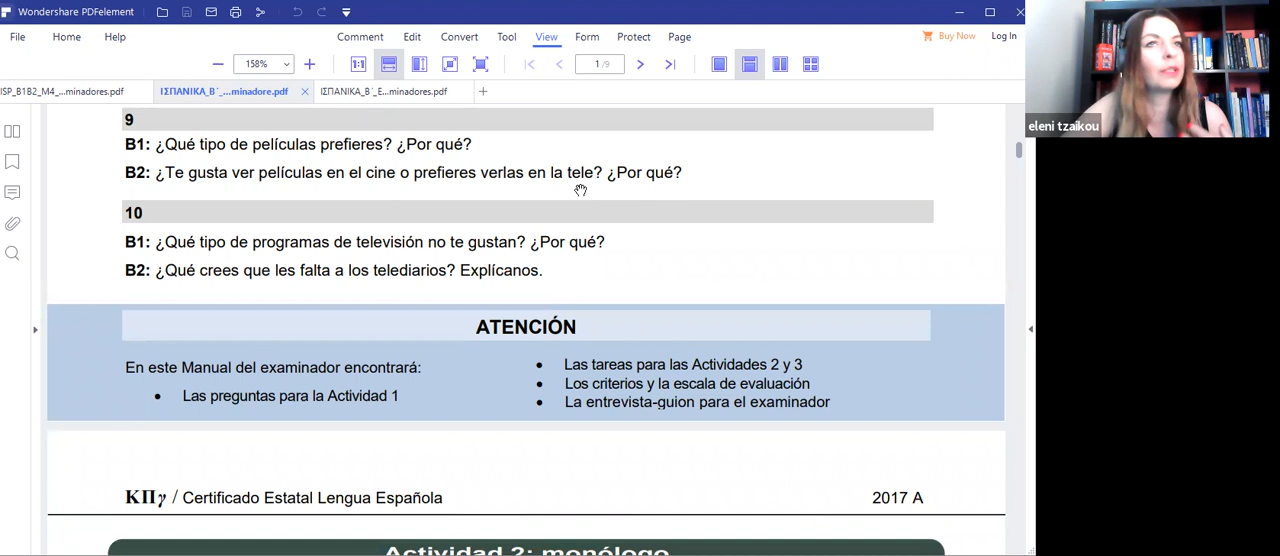 Wondershare PDFelement
File Home Help Comment Edit Convert Tool View Form Protect Page Buy Now Log In
158% 1:1 1 /9
ISP_B1B2_M4_...minadores.pdf ΙΣΠΑΝΙΚΑ_Β΄_...minadore.pdf ΙΣΠΑΝΙΚΑ_Β΄_Ε...minadores.pdf
eleni tzaikou
9
B1: ¿Qué tipo de películas prefieres? ¿Por qué?
B2: ¿Te gusta ver películas en el cine o prefieres verlas en la tele? ¿Por qué?
10
B1: ¿Qué tipo de programas de televisión no te gustan? ¿Por qué?
B2: ¿Qué crees que les falta a los telediarios? Explícanos.
ATENCIÓN
En este Manual del examinador encontrará:
• Las preguntas para la Actividad 1
• Las tareas para las Actividades 2 y 3
• Los criterios y la escala de evaluación
• La entrevista-guion para el examinador
ΚΠγ / Certificado Estatal Lengua Española 2017 A
Actividad 2: monólogo